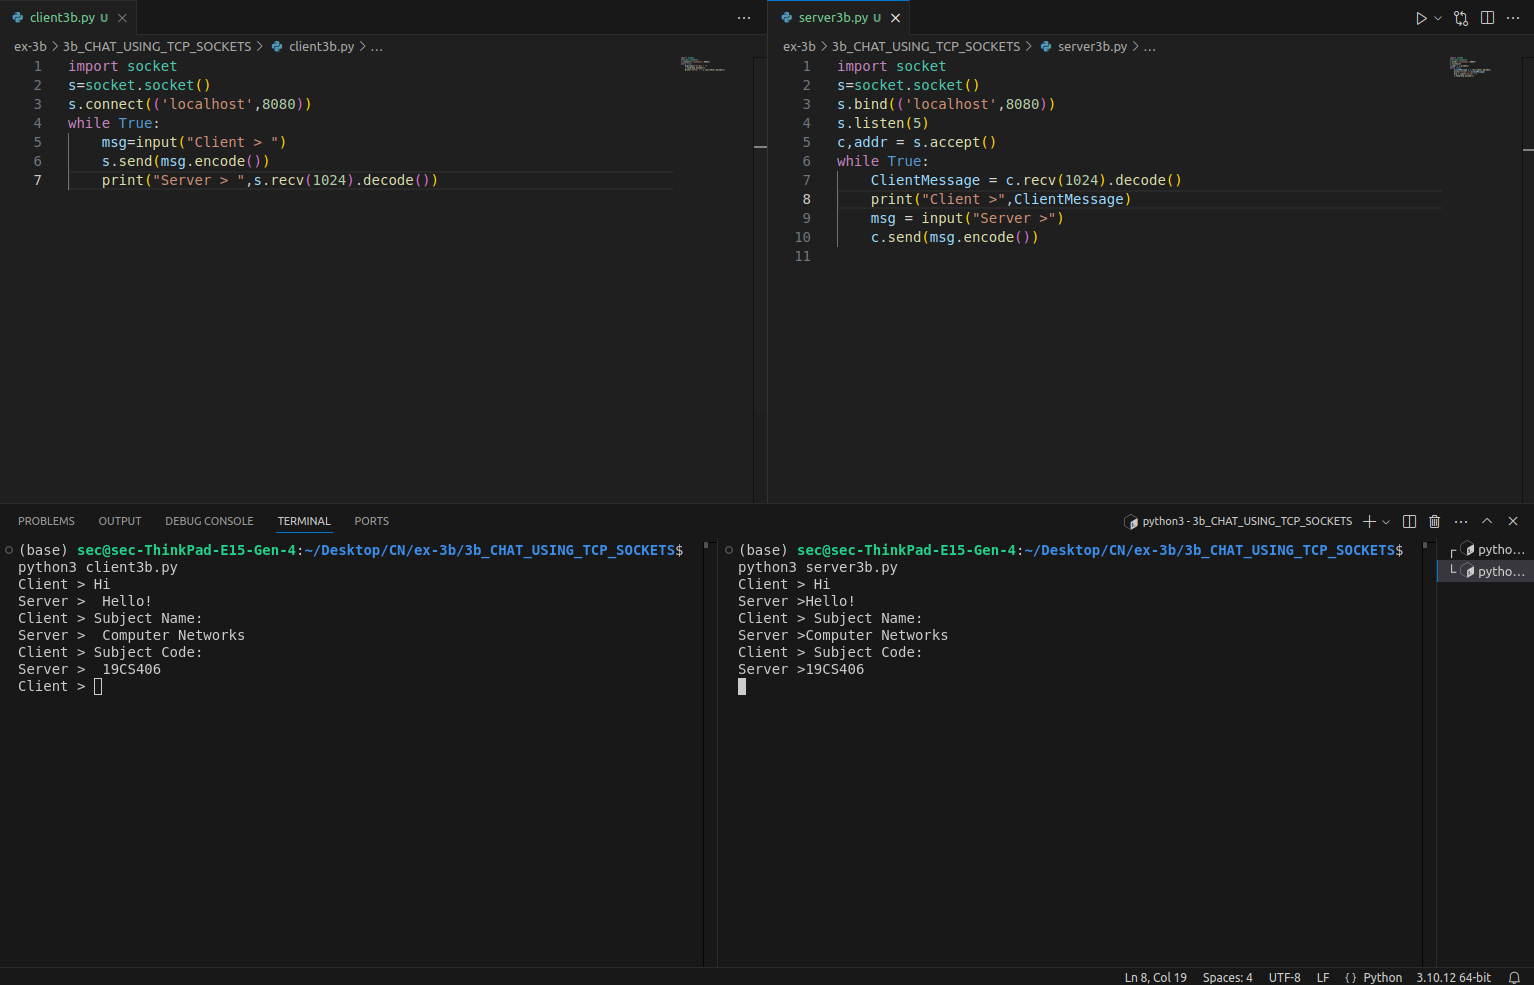 client3b.py U
ex-3b > 3b_CHAT_USING_TCP_SOCKETS > client3b.py > ...
1 import socket
2 s=socket.socket()
3 s.connect(('localhost',8080))
4 while True:
5     msg=input("Client > ")
6     s.send(msg.encode())
7     print("Server > ",s.recv(1024).decode())
server3b.py U
ex-3b > 3b_CHAT_USING_TCP_SOCKETS > server3b.py > ...
1 import socket
2 s=socket.socket()
3 s.bind(('localhost',8080))
4 s.listen(5)
5 c,addr = s.accept()
6 while True:
7     ClientMessage = c.recv(1024).decode()
8     print("Client >",ClientMessage)
9     msg = input("Server >")
10     c.send(msg.encode())
11
PROBLEMS OUTPUT DEBUG CONSOLE TERMINAL PORTS
python3 - 3b_CHAT_USING_TCP_SOCKETS
(base) sec@sec-ThinkPad-E15-Gen-4:~/Desktop/CN/ex-3b/3b_CHAT_USING_TCP_SOCKETS$
python3 client3b.py
Client > Hi
Server >  Hello!
Client > Subject Name:
Server >  Computer Networks
Client > Subject Code:
Server >  19CS406
Client >
(base) sec@sec-ThinkPad-E15-Gen-4:~/Desktop/CN/ex-3b/3b_CHAT_USING_TCP_SOCKETS$
python3 server3b.py
Client > Hi
Server >Hello!
Client > Subject Name:
Server >Computer Networks
Client > Subject Code:
Server >19CS406
pytho...
pytho...
Ln 8, Col 19 Spaces: 4 UTF-8 LF {} Python 3.10.12 64-bit